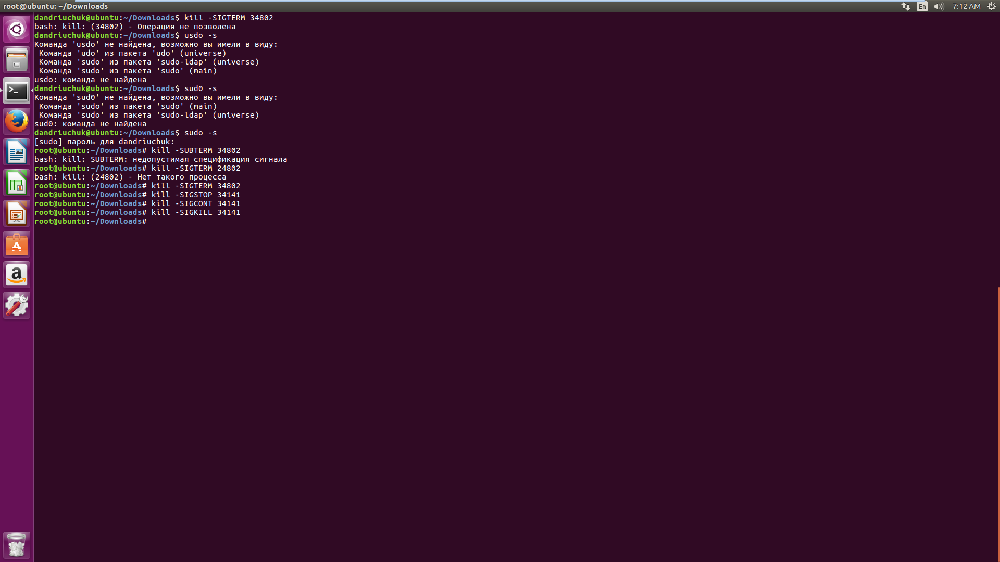 root@ubuntu: ~/Downloads
En
7:12 AM
dandriuchuk@ubuntu:~/Downloads$ kill -SIGTERM 34802
bash: kill: (34802) - Операция не позволена
dandriuchuk@ubuntu:~/Downloads$ usdo -s
Команда 'usdo' не найдена, возможно вы имели в виду:
 Команда 'udo' из пакета 'udo' (universe)
 Команда 'sudo' из пакета 'sudo-ldap' (universe)
 Команда 'sudo' из пакета 'sudo' (main)
usdo: команда не найдена
dandriuchuk@ubuntu:~/Downloads$ sud0 -s
Команда 'sud0' не найдена, возможно вы имели в виду:
 Команда 'sudo' из пакета 'sudo' (main)
 Команда 'sudo' из пакета 'sudo-ldap' (universe)
sud0: команда не найдена
dandriuchuk@ubuntu:~/Downloads$ sudo -s
[sudo] пароль для dandriuchuk:
root@ubuntu:~/Downloads# kill -SUBTERM 34802
bash: kill: SUBTERM: недопустимая спецификация сигнала
root@ubuntu:~/Downloads# kill -SIGTERM 24802
bash: kill: (24802) - Нет такого процесса
root@ubuntu:~/Downloads# kill -SIGTERM 34802
root@ubuntu:~/Downloads# kill -SIGSTOP 34141
root@ubuntu:~/Downloads# kill -SIGCONT 34141
root@ubuntu:~/Downloads# kill -SIGKILL 34141
root@ubuntu:~/Downloads#